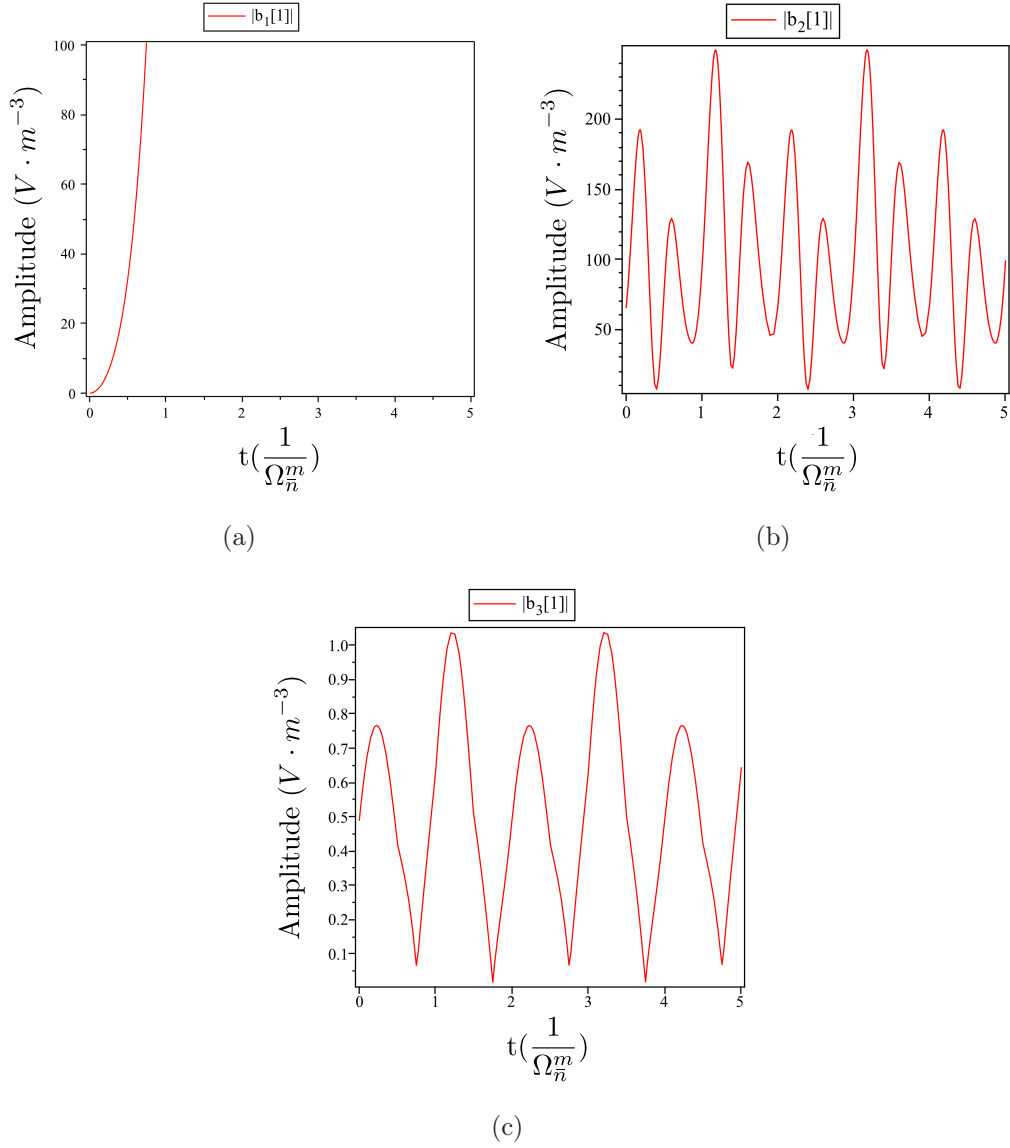 |b₁[1]|
100
80
60
40
20
0
0 1 2 3 4 5
Amplitude (V · m⁻³)
t(1/Ω_n̄^m)
(a)
|b₂[1]|
200
150
100
50
0 1 2 3 4 5
Amplitude (V · m⁻³)
t(1/Ω_n̄^m)
(b)
|b₃[1]|
1.0
0.9
0.8
0.7
0.6
0.5
0.4
0.3
0.2
0.1
0 1 2 3 4 5
Amplitude (V · m⁻³)
t(1/Ω_n̄^m)
(c)